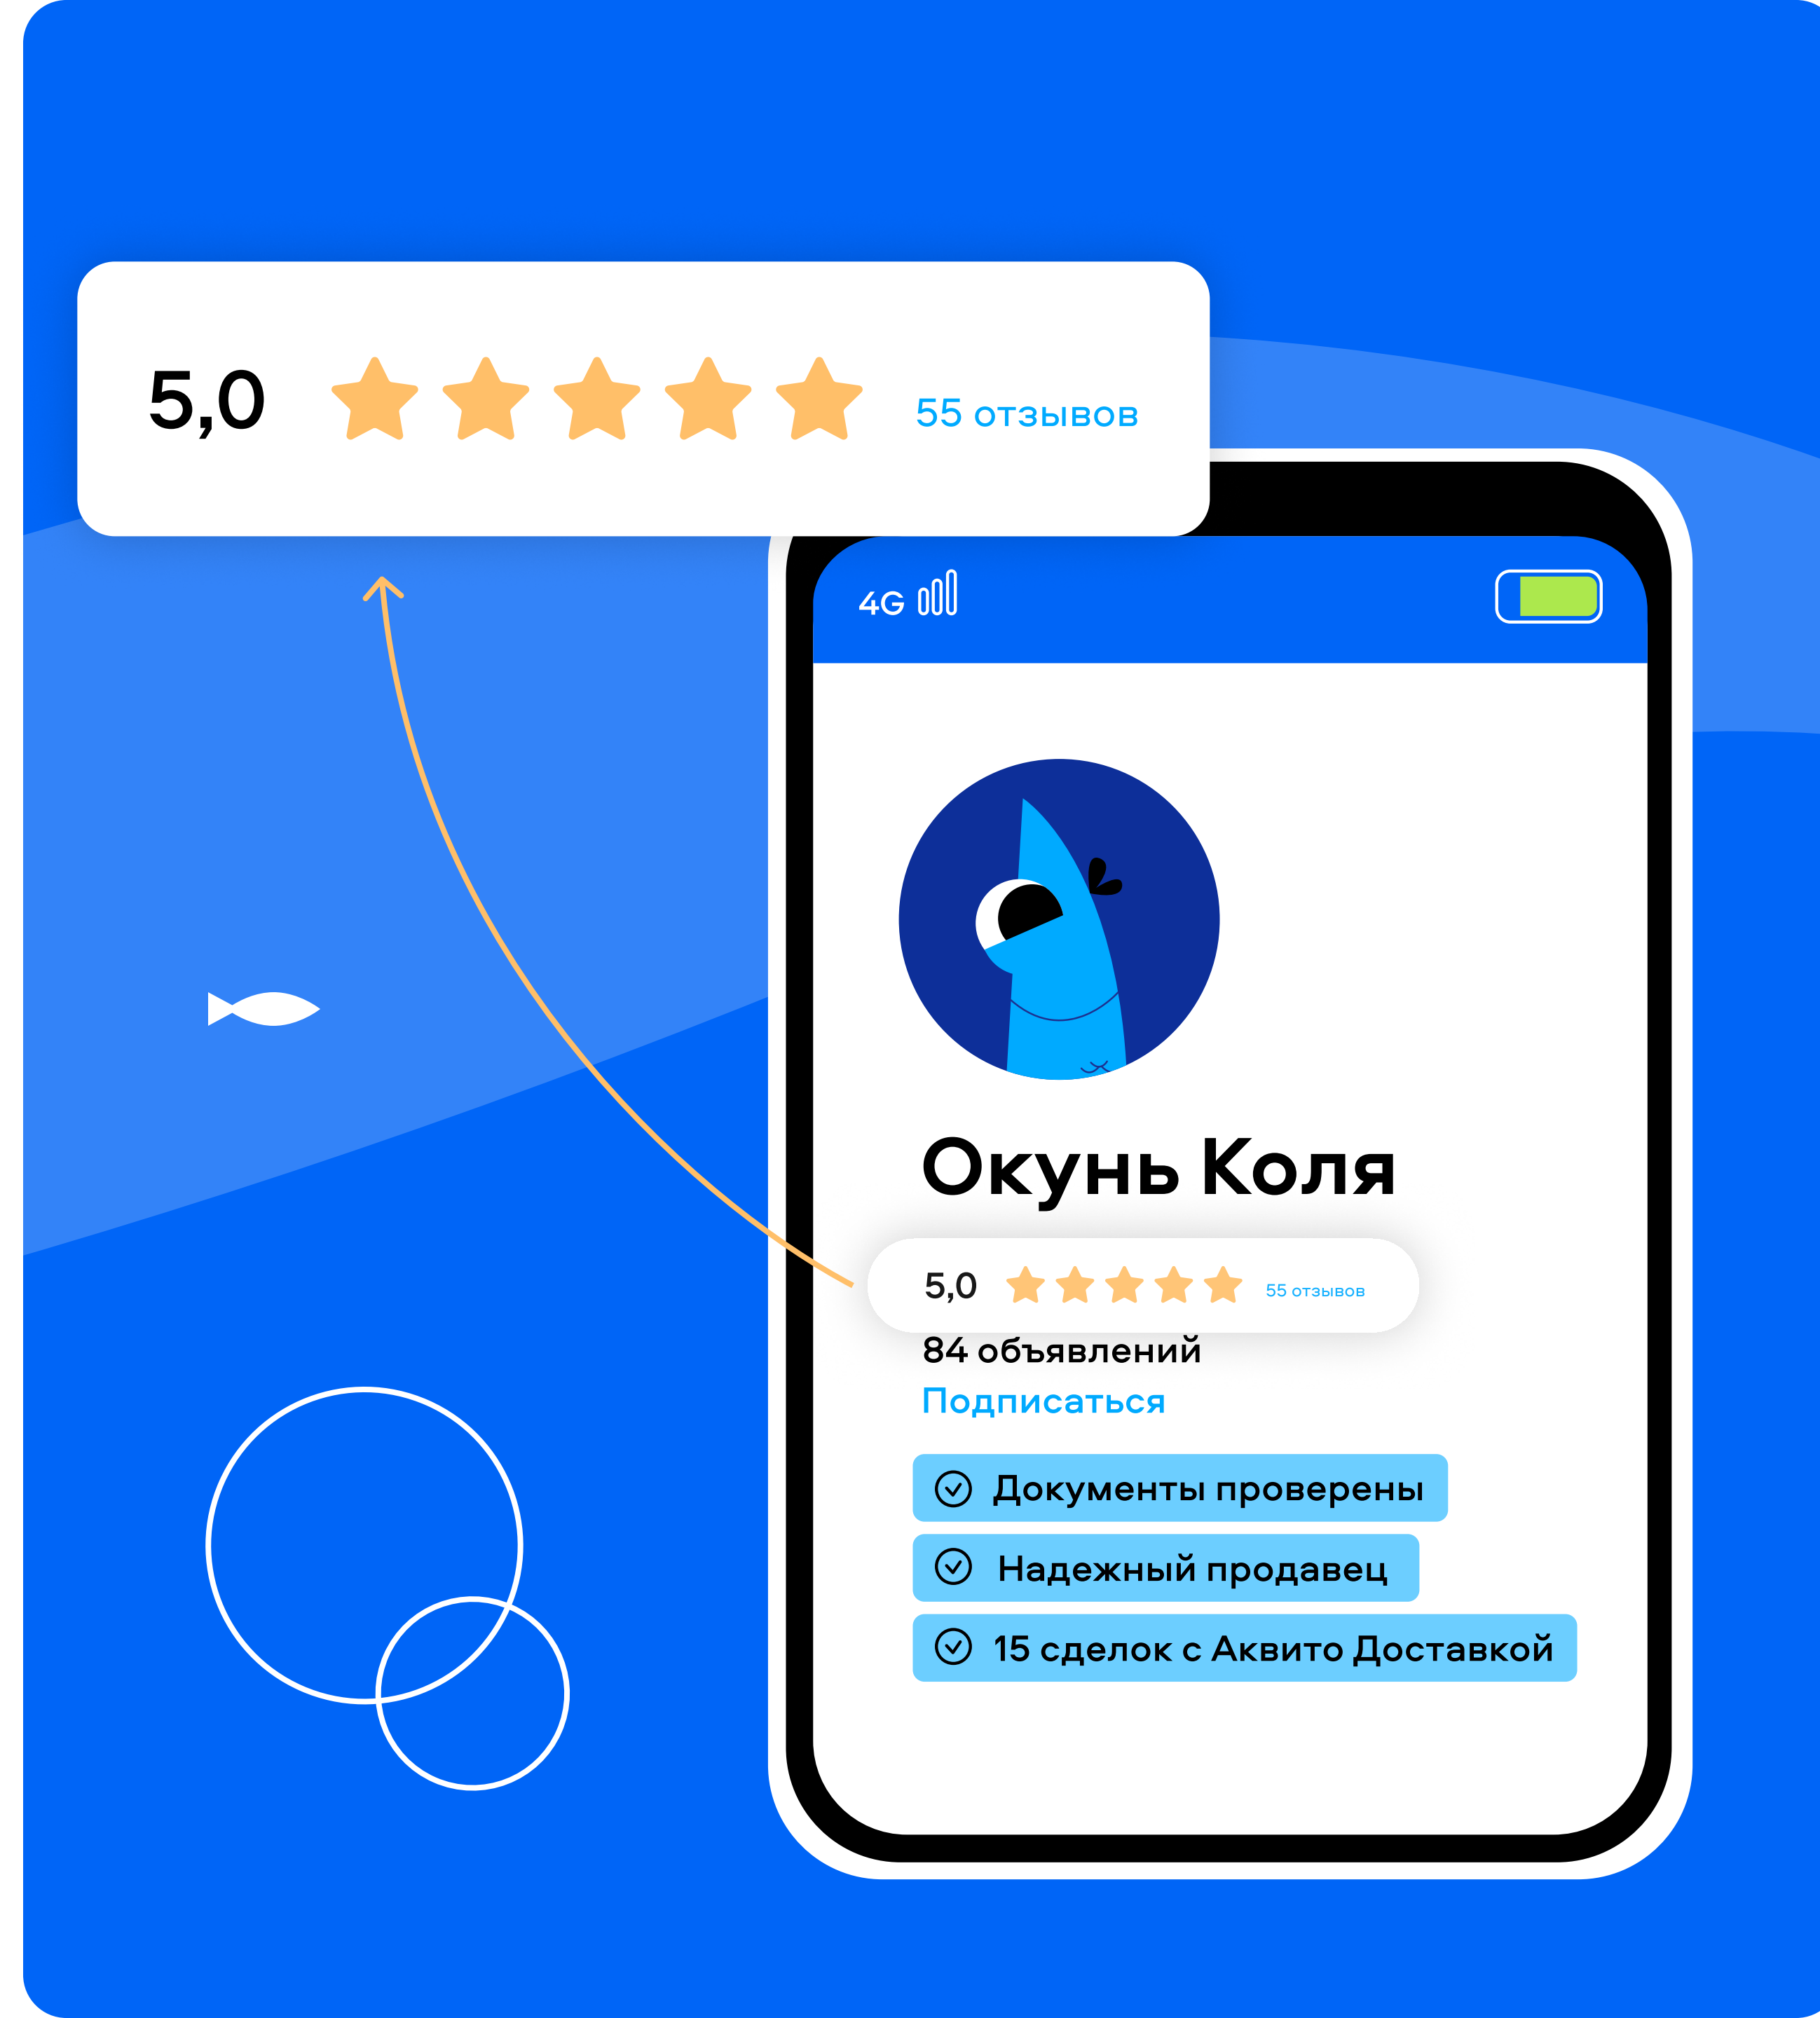 5,0 55 отзывов
4G
Окунь Коля
5,0 55 отзывов
84 объявлений
Подписаться
Документы проверены
Надежный продавец
15 сделок с Аквито Доставкой